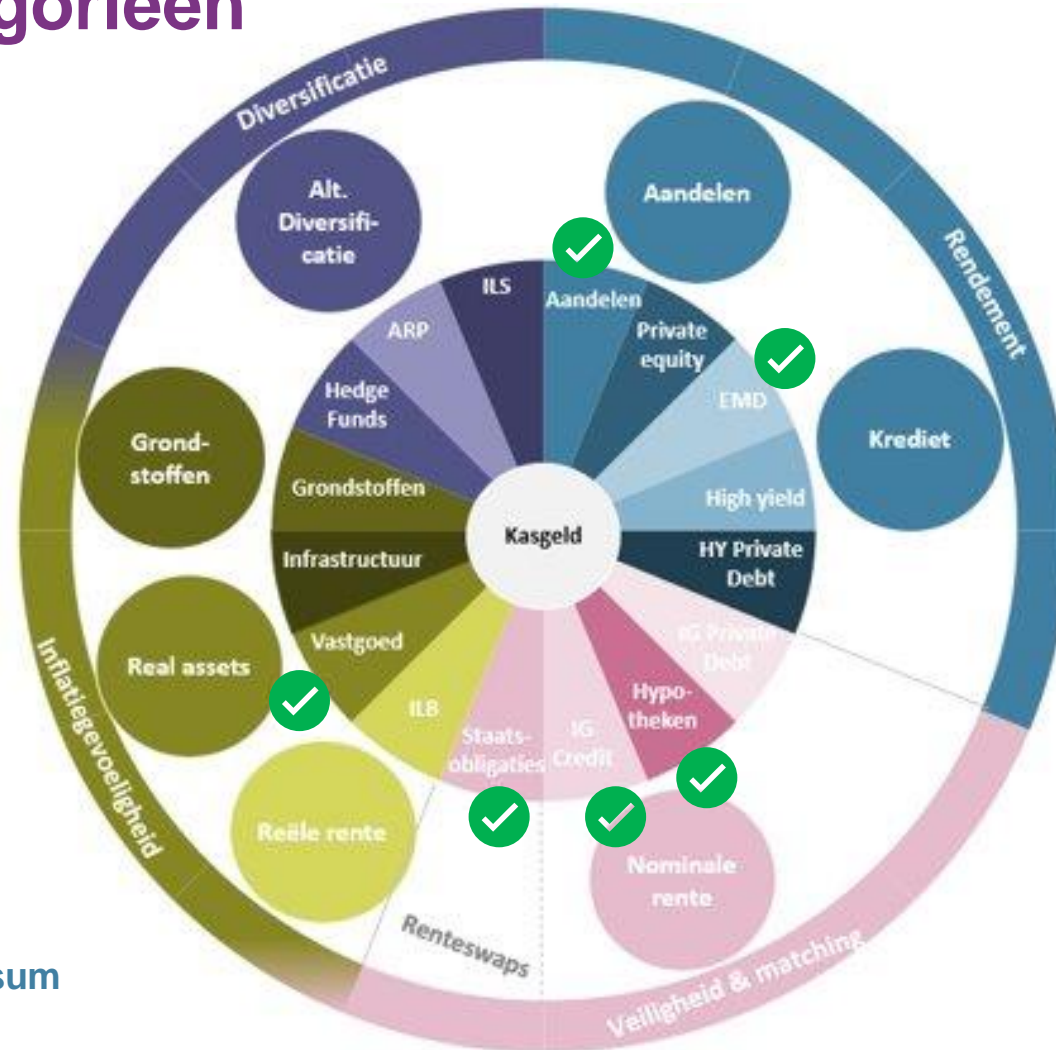 gorieën
Diversificatie
Rendement
Inflatiegevoeligheid
Veiligheid & matching
Alt.
Diversifi-
catie
Aandelen
Grond-
stoffen
Krediet
Real assets
Reële rente
Nominale
rente
Renteswaps
ILS
Aandelen
ARP
Private
equity
Hedge
Funds
EMD
Grondstoffen
High yield
Kasgeld
Infrastructuur
HY Private
Debt
Vastgoed
IG Private
Debt
ILB
Hypo-
theken
Staats-
obligaties
IG
Credit
sum